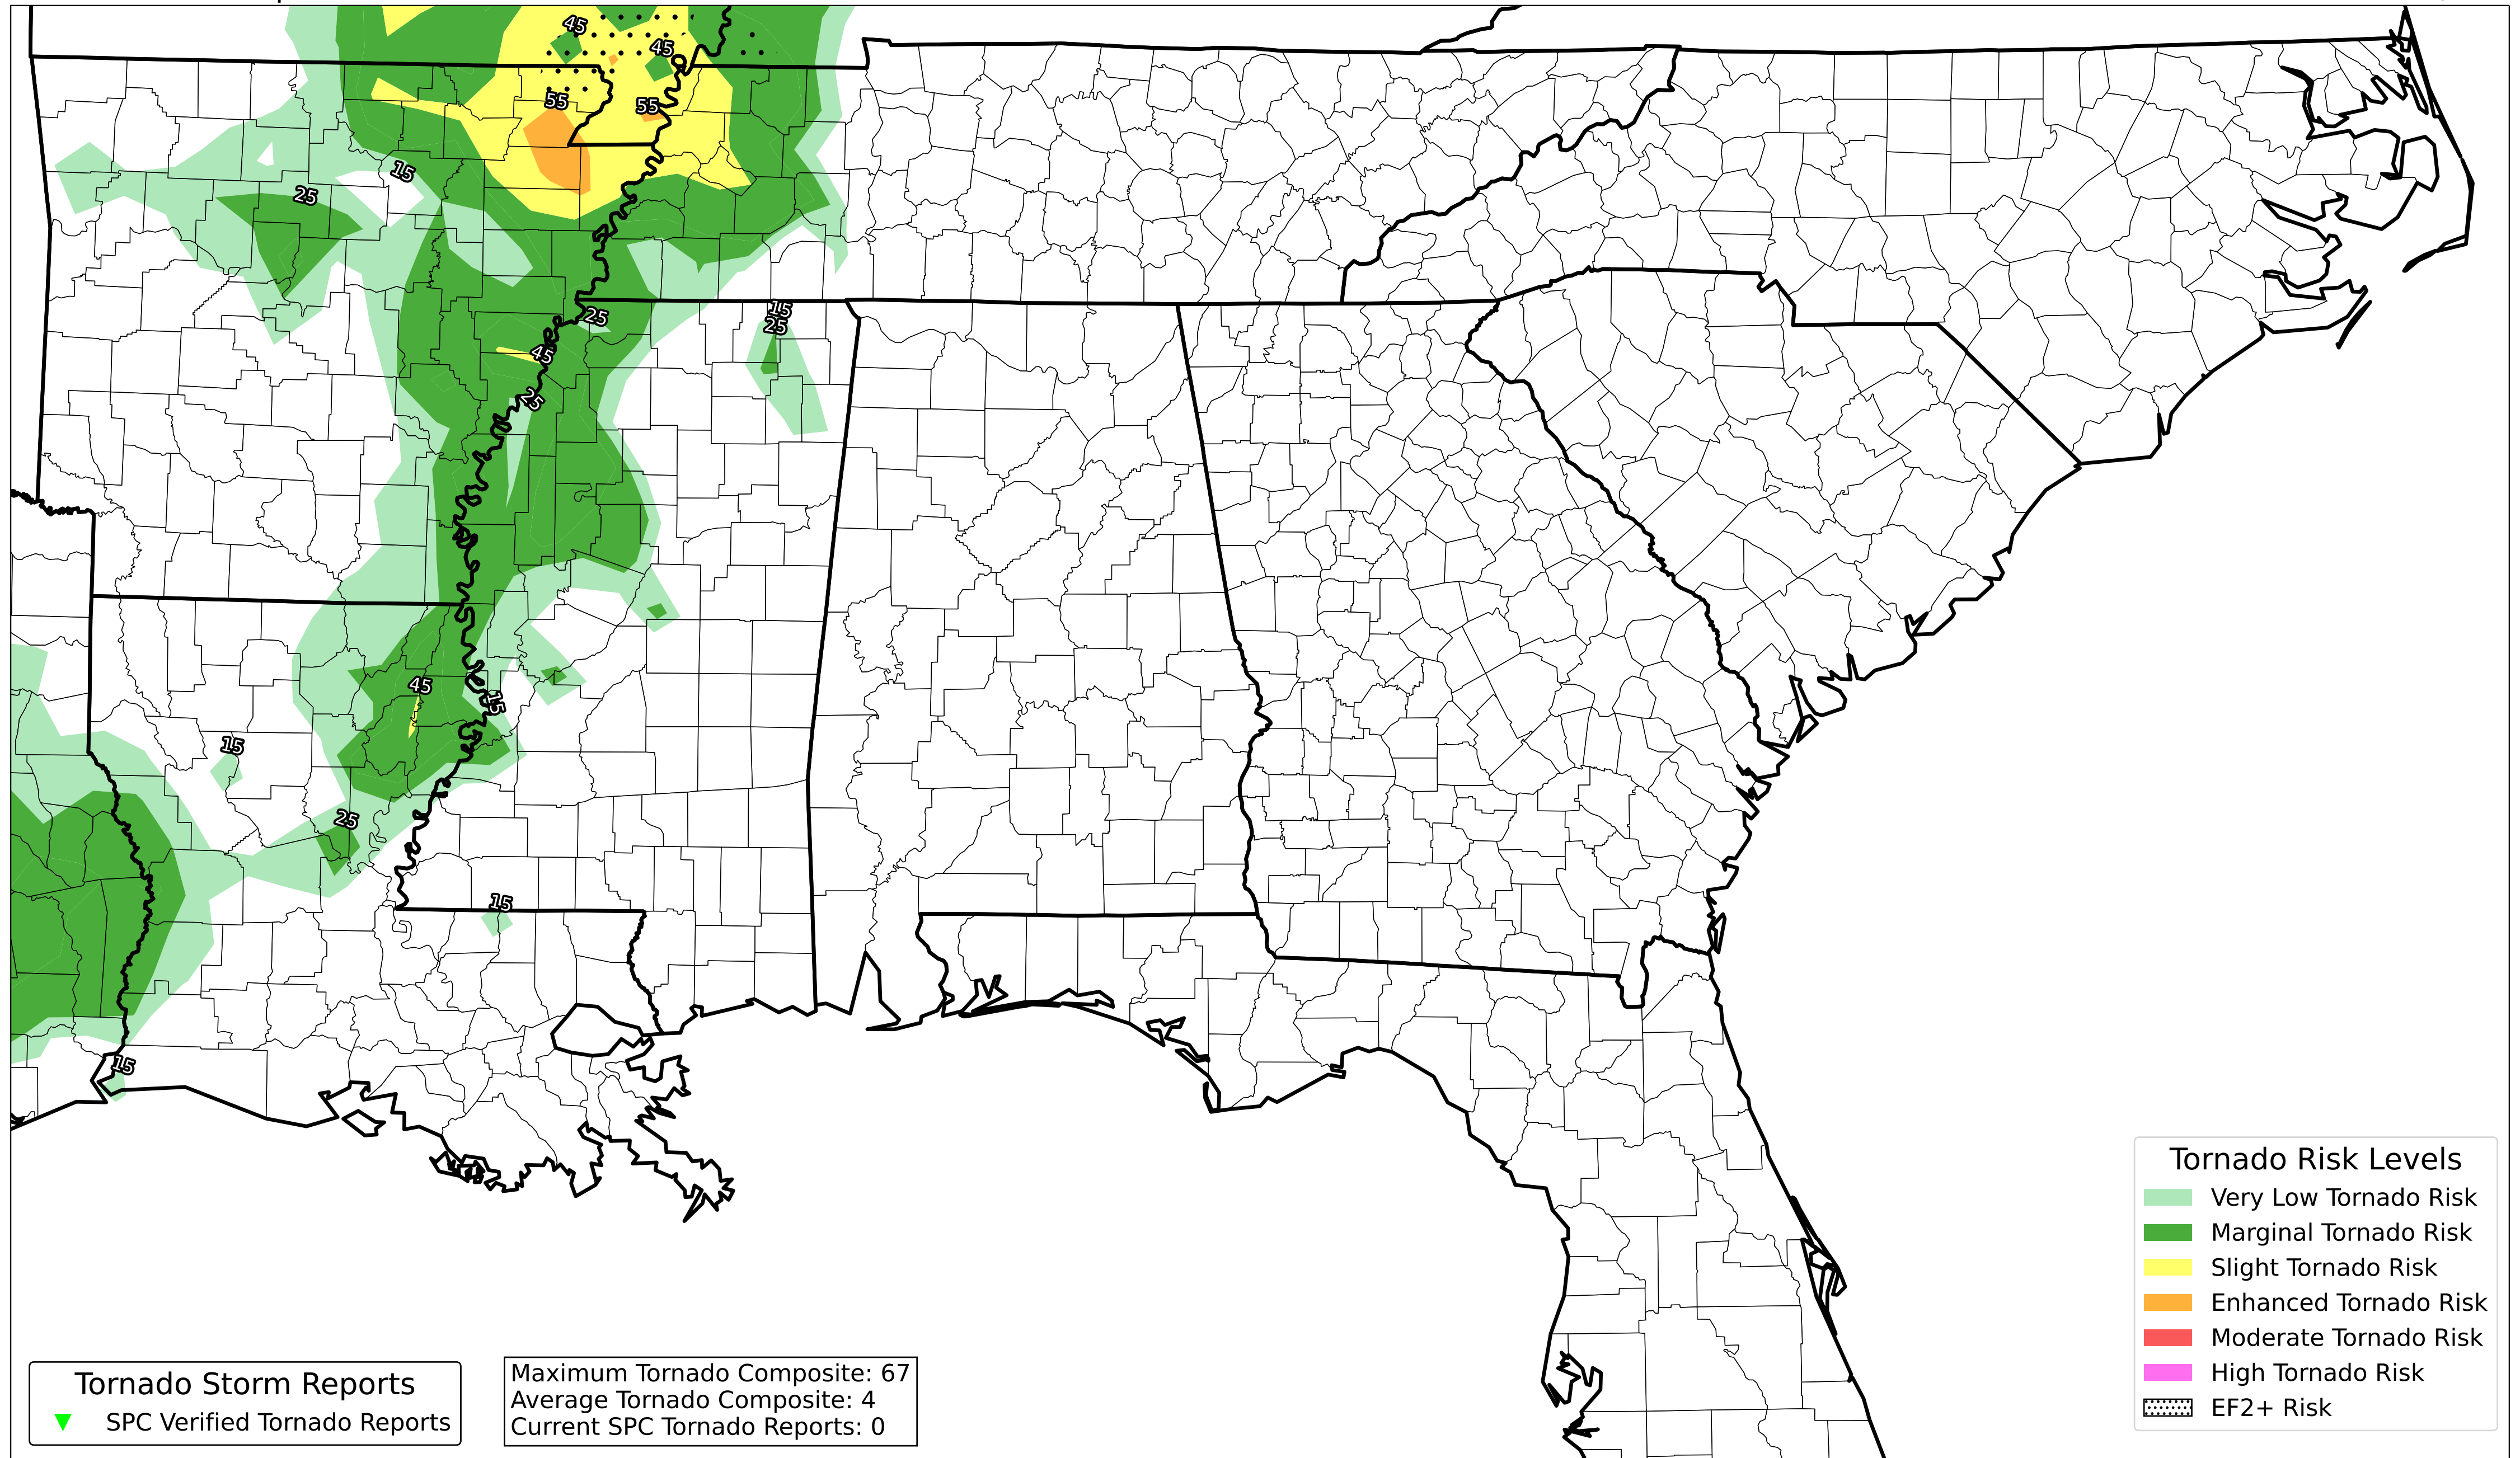 45
45
55
55
15
25
15
25
25
45
25
45
15
15
25
15
15
Tornado Risk Levels
Very Low Tornado Risk
Marginal Tornado Risk
Slight Tornado Risk
Enhanced Tornado Risk
Moderate Tornado Risk
High Tornado Risk
EF2+ Risk
Tornado Storm Reports
SPC Verified Tornado Reports
Maximum Tornado Composite: 67
Average Tornado Composite: 4
Current SPC Tornado Reports: 0